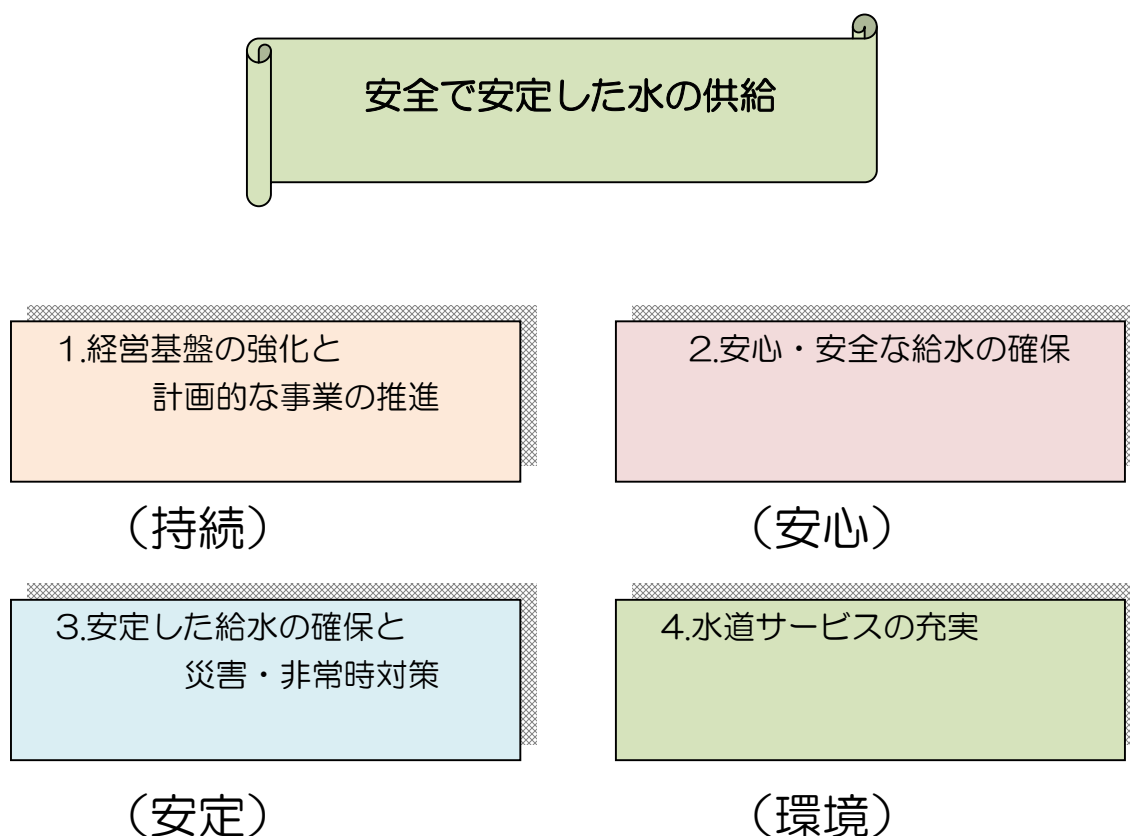 安全で安定した水の供給
1.経営基盤の強化と
計画的な事業の推進
(持続)
2.安心・安全な給水の確保
(安心)
3.安定した給水の確保と
災害・非常時対策
(安定)
4.水道サービスの充実
(環境)